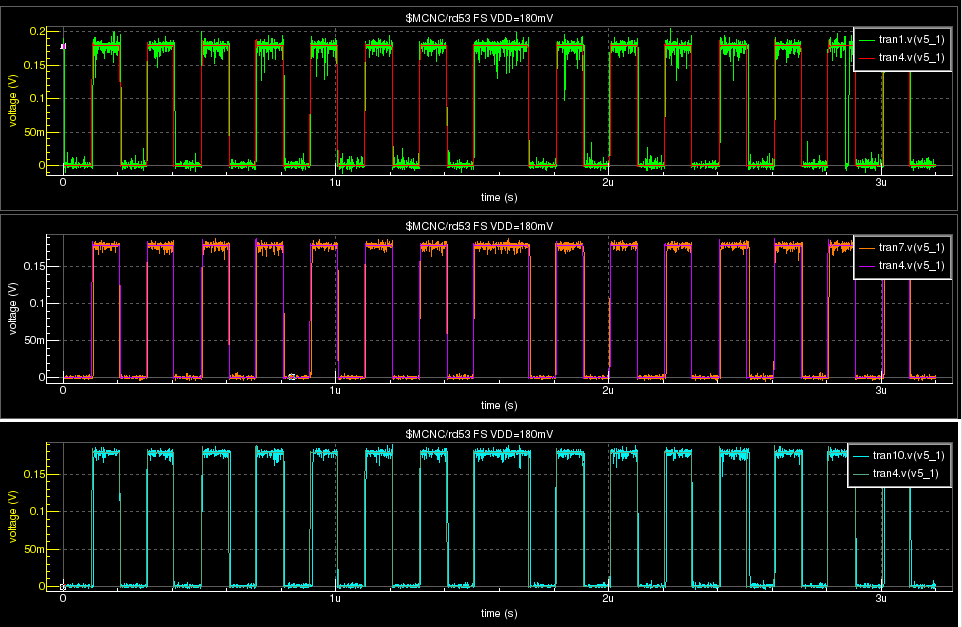 $MCNC/rd53 FS VDD=180mV
tran1.v(v5_1)
tran4.v(v5_1)
voltage (V)
0.2
0.15
0.1
50m
0
0 1u 2u 3u
time (s)
$MCNC/rd53 FS VDD=180mV
tran7.v(v5_1)
tran4.v(v5_1)
voltage (V)
0.15
0.1
50m
0
0 1u 2u 3u
time (s)
$MCNC/rd53 FS VDD=180mV
tran10.v(v5_1)
tran4.v(v5_1)
voltage (V)
0.15
0.1
50m
0
0 1u 2u 3u
time (s)